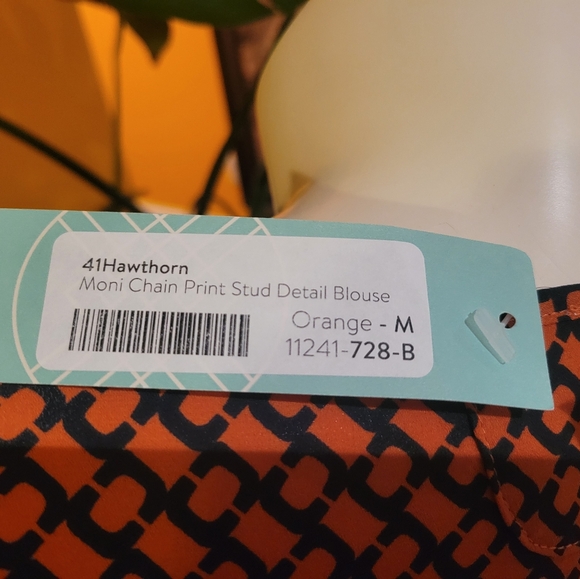 41Hawthorn
Moni Chain Print Stud Detail Blouse
Orange - M
11241-728-B